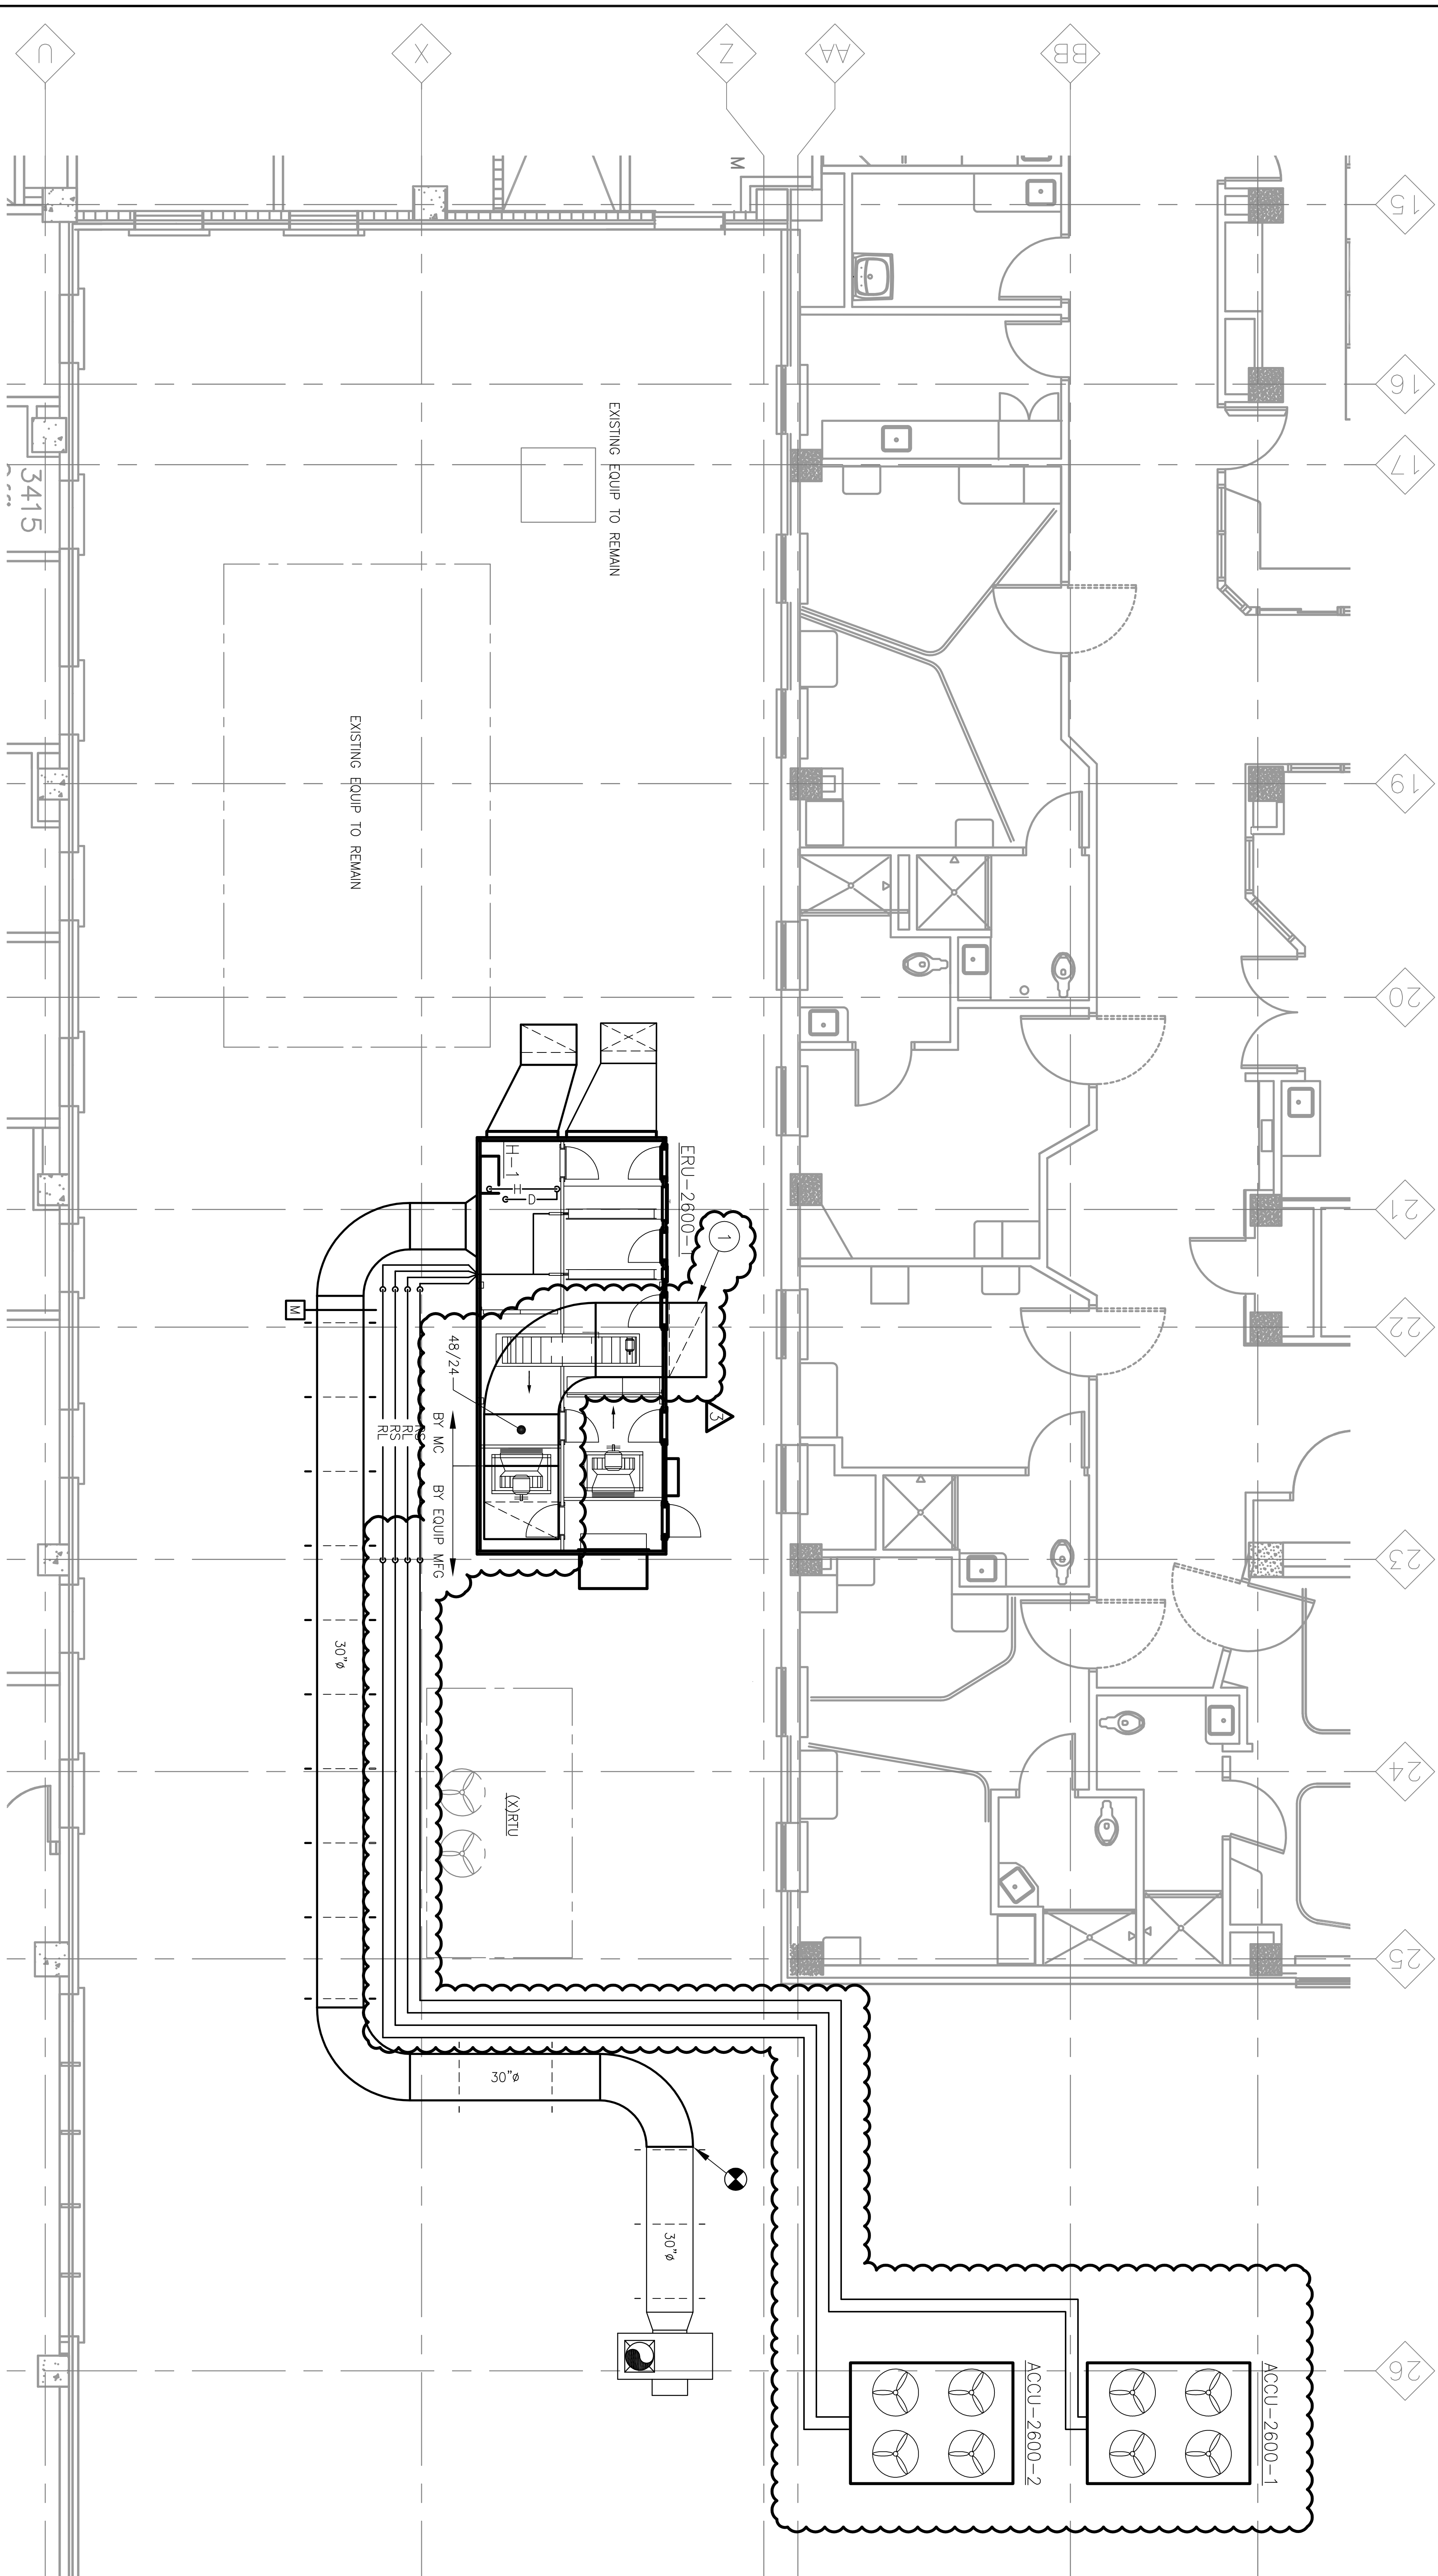 U
X
Z
AA
BB
M
15
16
17
19
20
21
22
23
24
25
26
3415
EXISTING EQUIP TO REMAIN
EXISTING EQUIP TO REMAIN
ERU-2600-1
H-1
H
D
1
3
M
48/24
BY MC
BY EQUIP MFG
RS
RL
RS
RL
30"ø
(X)RTU
30"ø
30"ø
ACCU-2600-1
ACCU-2600-2